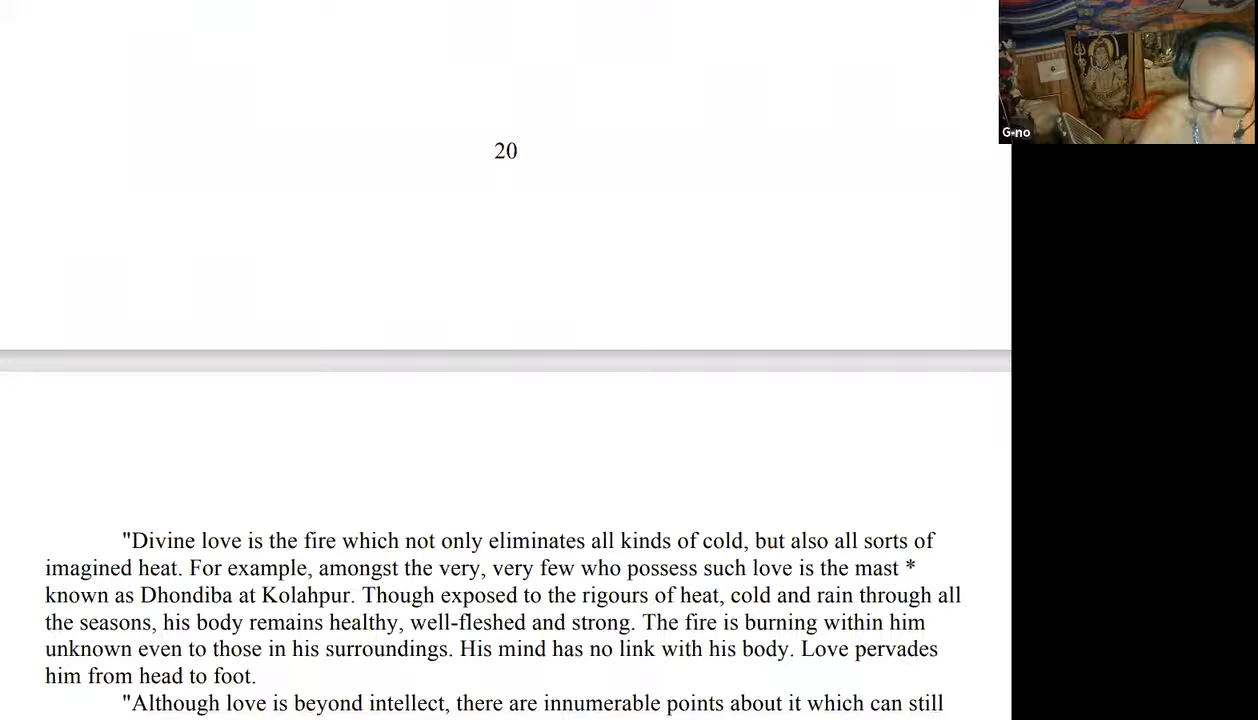 G-no
20
"Divine love is the fire which not only eliminates all kinds of cold, but also all sorts of
imagined heat. For example, amongst the very, very few who possess such love is the mast *
known as Dhondiba at Kolahpur. Though exposed to the rigours of heat, cold and rain through all
the seasons, his body remains healthy, well-fleshed and strong. The fire is burning within him
unknown even to those in his surroundings. His mind has no link with his body. Love pervades
him from head to foot.
"Although love is beyond intellect, there are innumerable points about it which can still